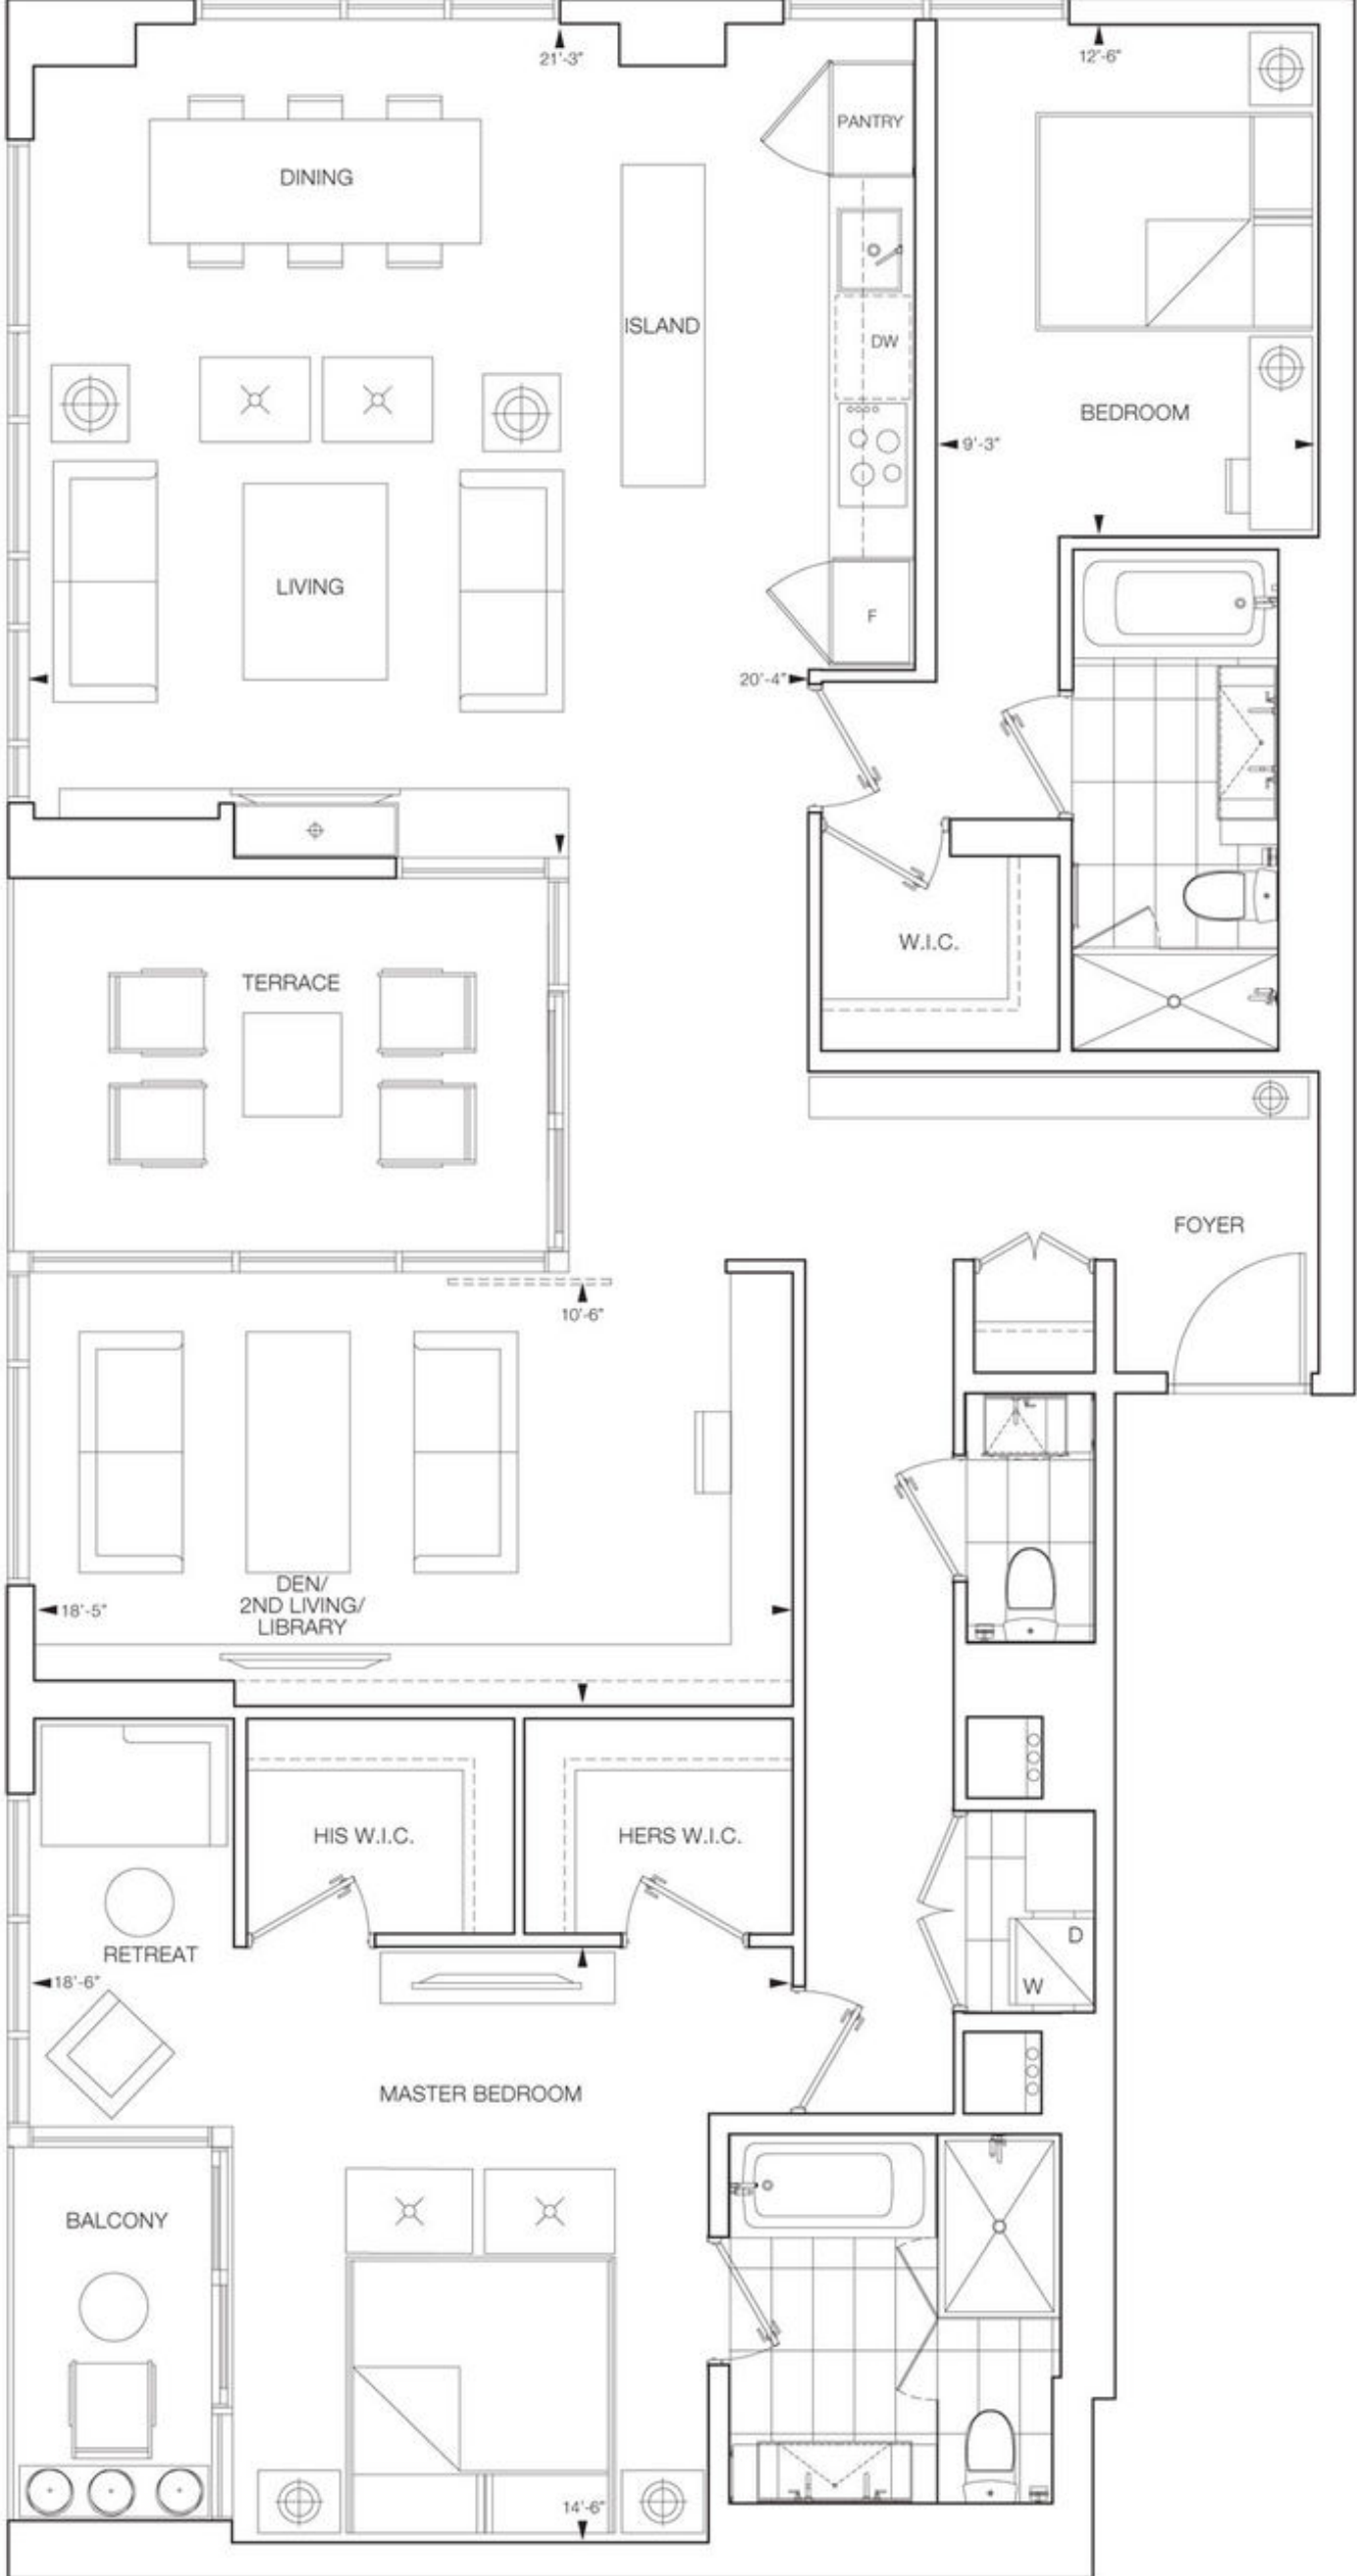 21'-3"
12'-6"
PANTRY
DINING
ISLAND
DW
BEDROOM
9'-3"
LIVING
F
20'-4"
W.I.C.
TERRACE
FOYER
10'-6"
DEN/
2ND LIVING/
LIBRARY
18'-5"
HIS W.I.C.
HERS W.I.C.
RETREAT
18'-6"
D
W
MASTER BEDROOM
BALCONY
14'-6"